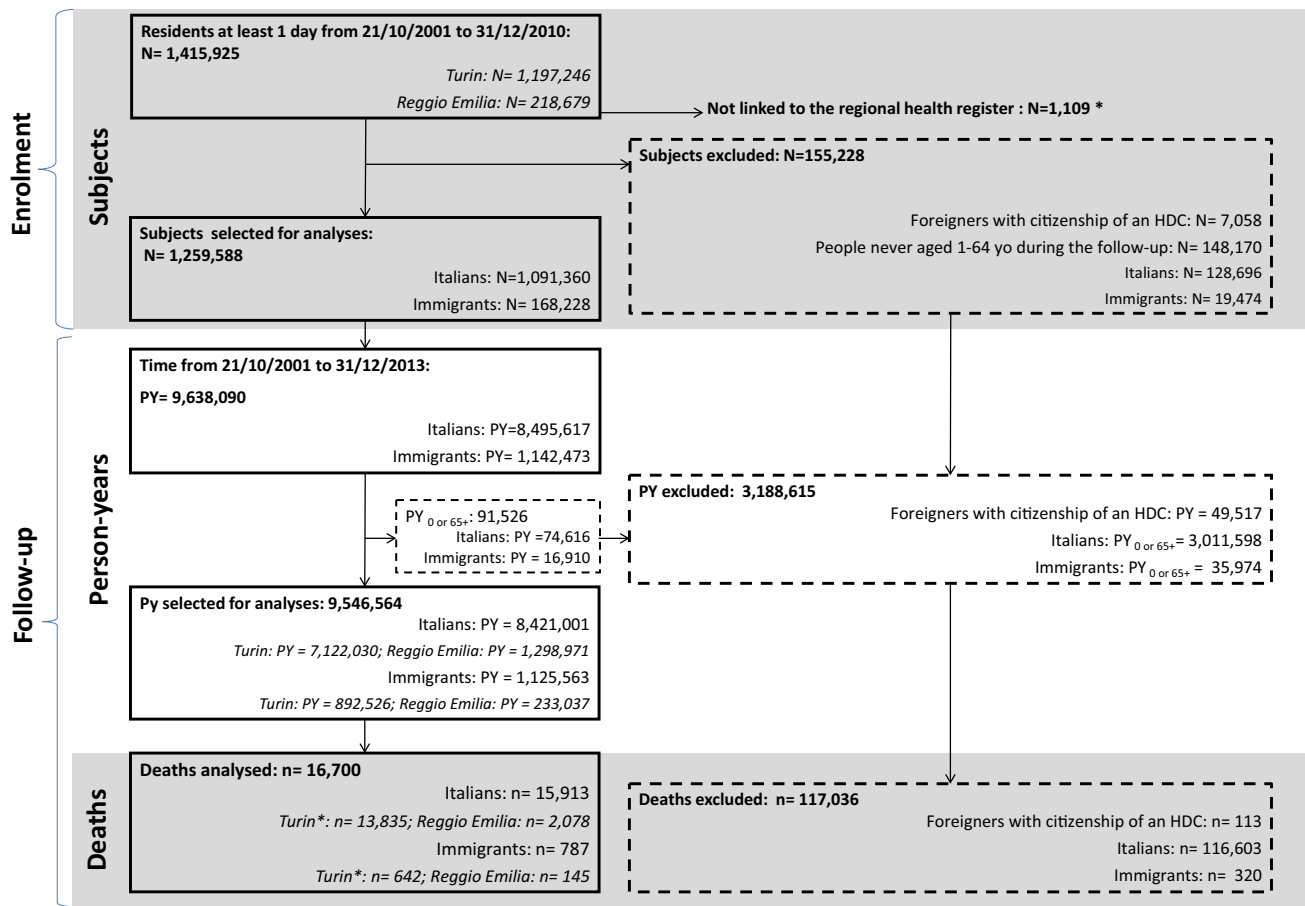 Enrolment
Subjects
Residents at least 1 day from 21/10/2001 to 31/12/2010:
N= 1,415,925
Turin: N= 1,197,246
Reggio Emilia: N= 218,679
Not linked to the regional health register : N=1,109 *
Subjects excluded: N=155,228
Foreigners with citizenship of an HDC: N= 7,058
People never aged 1-64 yo during the follow-up: N= 148,170
Italians: N= 128,696
Immigrants: N= 19,474
Subjects selected for analyses:
N= 1,259,588
Italians: N=1,091,360
Immigrants: N= 168,228
Follow-up
Person-years
Time from 21/10/2001 to 31/12/2013:
PY= 9,638,090
Italians: PY=8,495,617
Immigrants: PY= 1,142,473
PY 0 or 65+: 91,526
Italians: PY =74,616
Immigrants: PY = 16,910
PY excluded: 3,188,615
Foreigners with citizenship of an HDC: PY = 49,517
Italians: PY 0 or 65+= 3,011,598
Immigrants: PY 0 or 65+ = 35,974
Py selected for analyses: 9,546,564
Italians: PY = 8,421,001
Turin: PY = 7,122,030; Reggio Emilia: PY = 1,298,971
Immigrants: PY = 1,125,563
Turin: PY = 892,526; Reggio Emilia: PY = 233,037
Deaths
Deaths analysed: n= 16,700
Italians: n= 15,913
Turin*: n= 13,835; Reggio Emilia: n= 2,078
Immigrants: n= 787
Turin*: n= 642; Reggio Emilia: n= 145
Deaths excluded: n= 117,036
Foreigners with citizenship of an HDC: n= 113
Italians: n= 116,603
Immigrants: n= 320